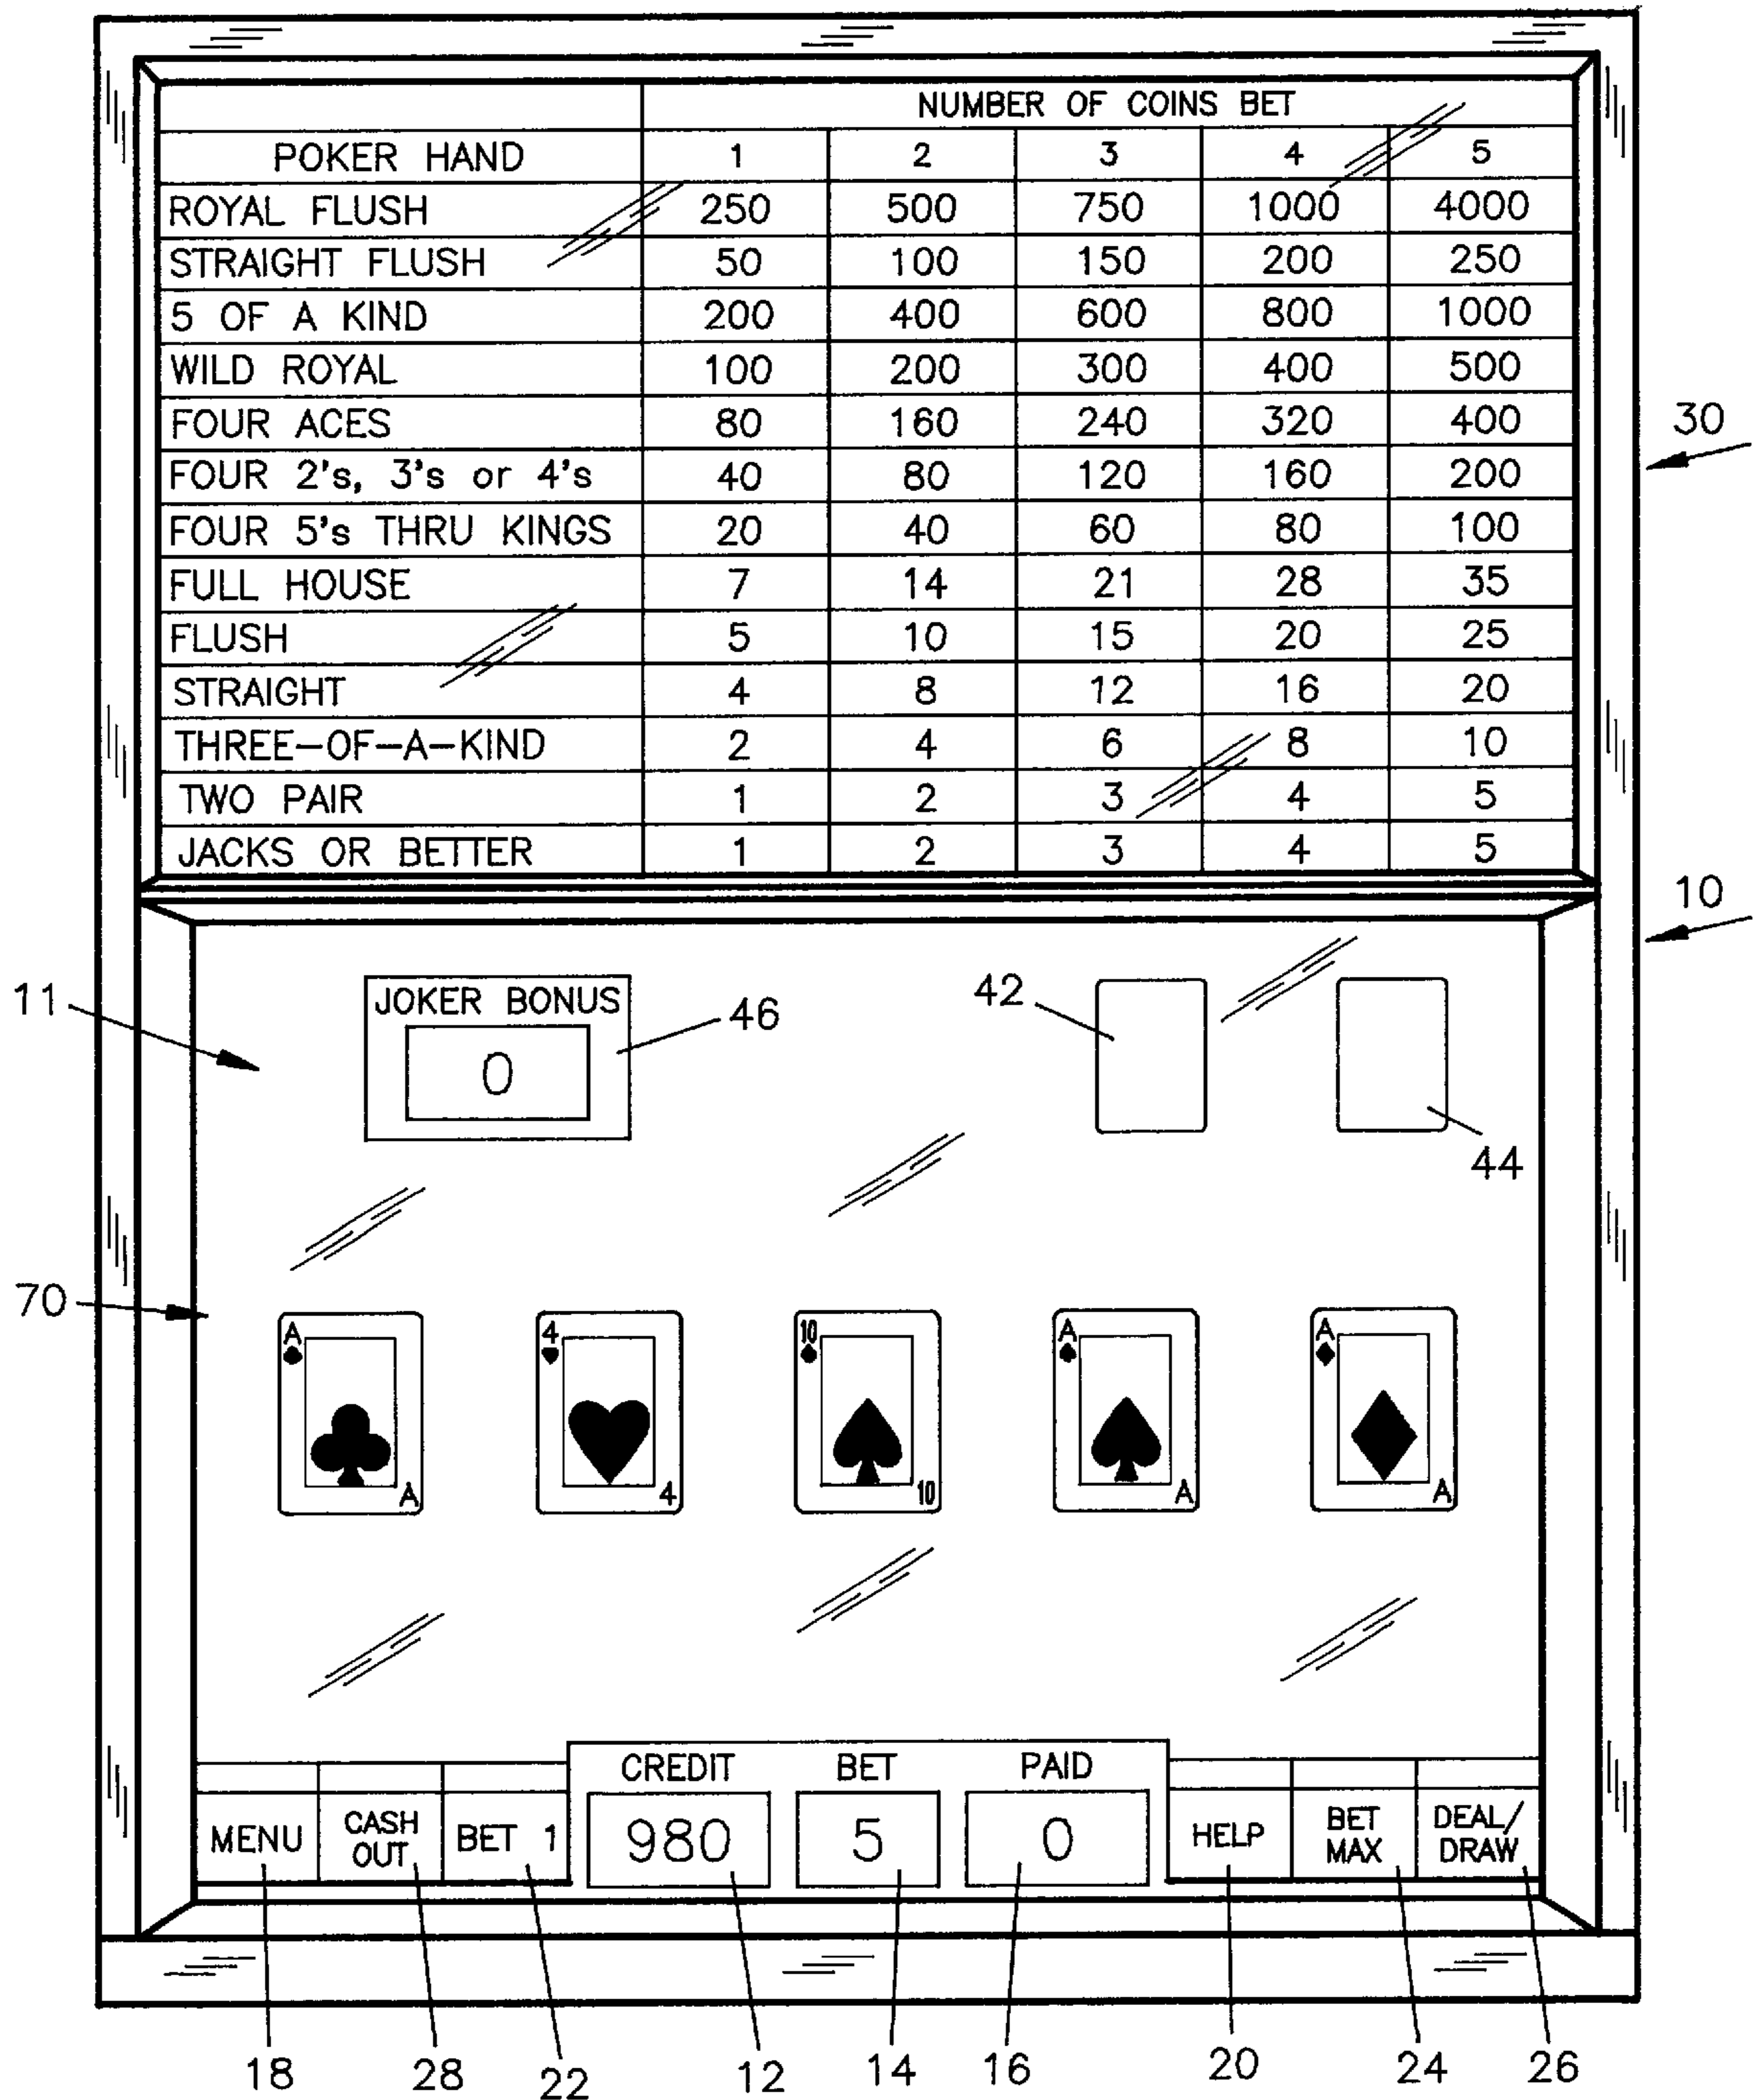 NUMBER OF COINS BET
POKER HAND 1 2 3 4 5
ROYAL FLUSH 250 500 750 1000 4000
STRAIGHT FLUSH 50 100 150 200 250
5 OF A KIND 200 400 600 800 1000
WILD ROYAL 100 200 300 400 500
FOUR ACES 80 160 240 320 400
30
FOUR 2's, 3's or 4's 40 80 120 160 200
FOUR 5's THRU KINGS 20 40 60 80 100
FULL HOUSE 7 14 21 28 35
FLUSH 5 10 15 20 25
STRAIGHT 4 8 12 16 20
THREE-OF-A-KIND 2 4 6 8 10
TWO PAIR 1 2 3 4 5
JACKS OR BETTER 1 2 3 4 5
10
11 JOKER BONUS 46 42
0
44
70
A 4 10 A A
A 4 10 A A
CREDIT BET PAID
MENU CASH OUT BET 1 980 5 0 HELP BET MAX DEAL/ DRAW
18 28 22 12 14 16 20 24 26